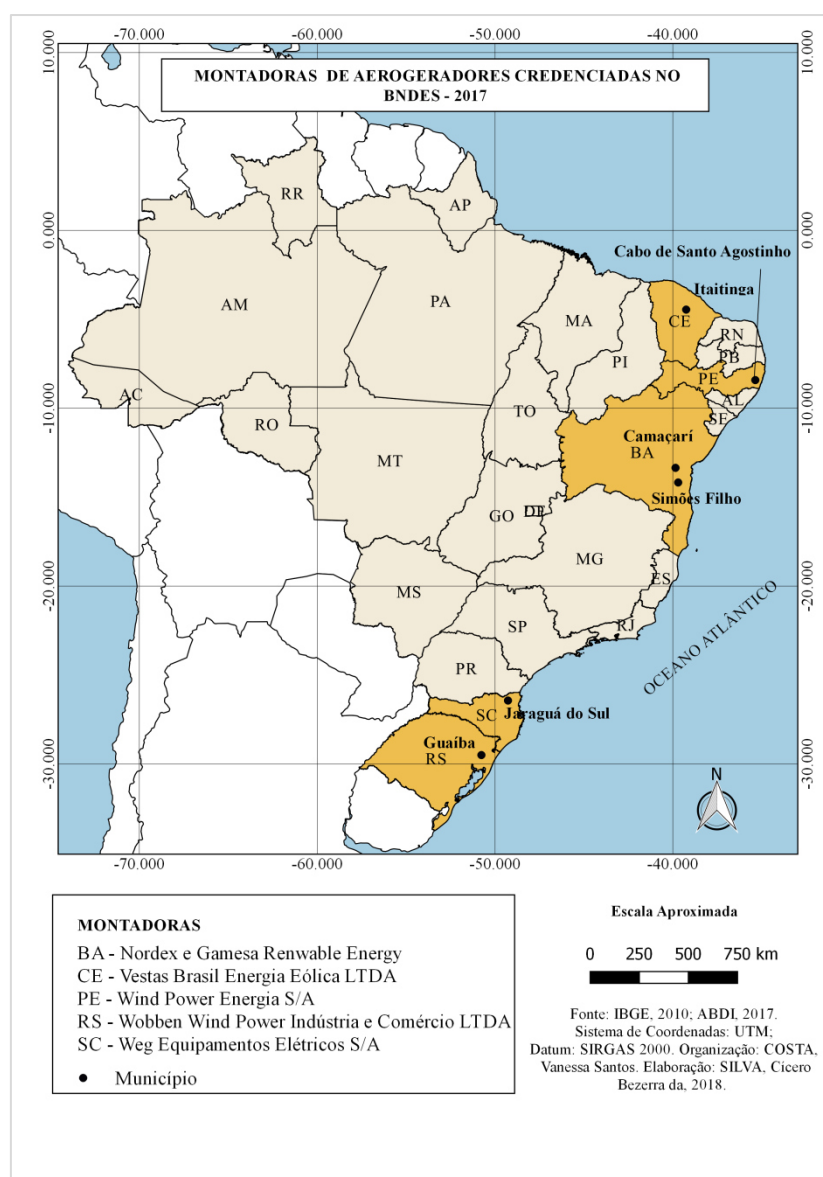 -70.000 -60.000 -50.000 -40.000
10.000 10.000
MONTADORAS DE AEROGERADORES CREDENCIADAS NO
BNDES - 2017
RR
AP
0.000 0.000
Cabo de Santo Agostinho
Itaitinga
AM
PA
MA
CE
RN
PB
PI
PE
AC
-10.000 -10.000
AL
SE
TO
RO
Camaçarí
BA
MT
Simões Filho
GO
DF
MG
ES
-20.000 -20.000
MS
SP
RJ
OCEANO ATLÂNTICO
PR
SC
Jaraguá do Sul
Guaíba
RS
-30.000 -30.000
N
-70.000 -60.000 -50.000 -40.000
MONTADORAS
BA - Nordex e Gamesa Renwable Energy
CE - Vestas Brasil Energia Eólica LTDA
PE - Wind Power Energia S/A
RS - Wobben Wind Power Indústria e Comércio LTDA
SC - Weg Equipamentos Elétricos S/A
Município
Escala Aproximada
0 250 500 750 km
Fonte: IBGE, 2010; ABDI, 2017.
Sistema de Coordenadas: UTM;
Datum: SIRGAS 2000. Organização: COSTA,
Vanessa Santos. Elaboração: SILVA, Cicero
Bezerra da, 2018.